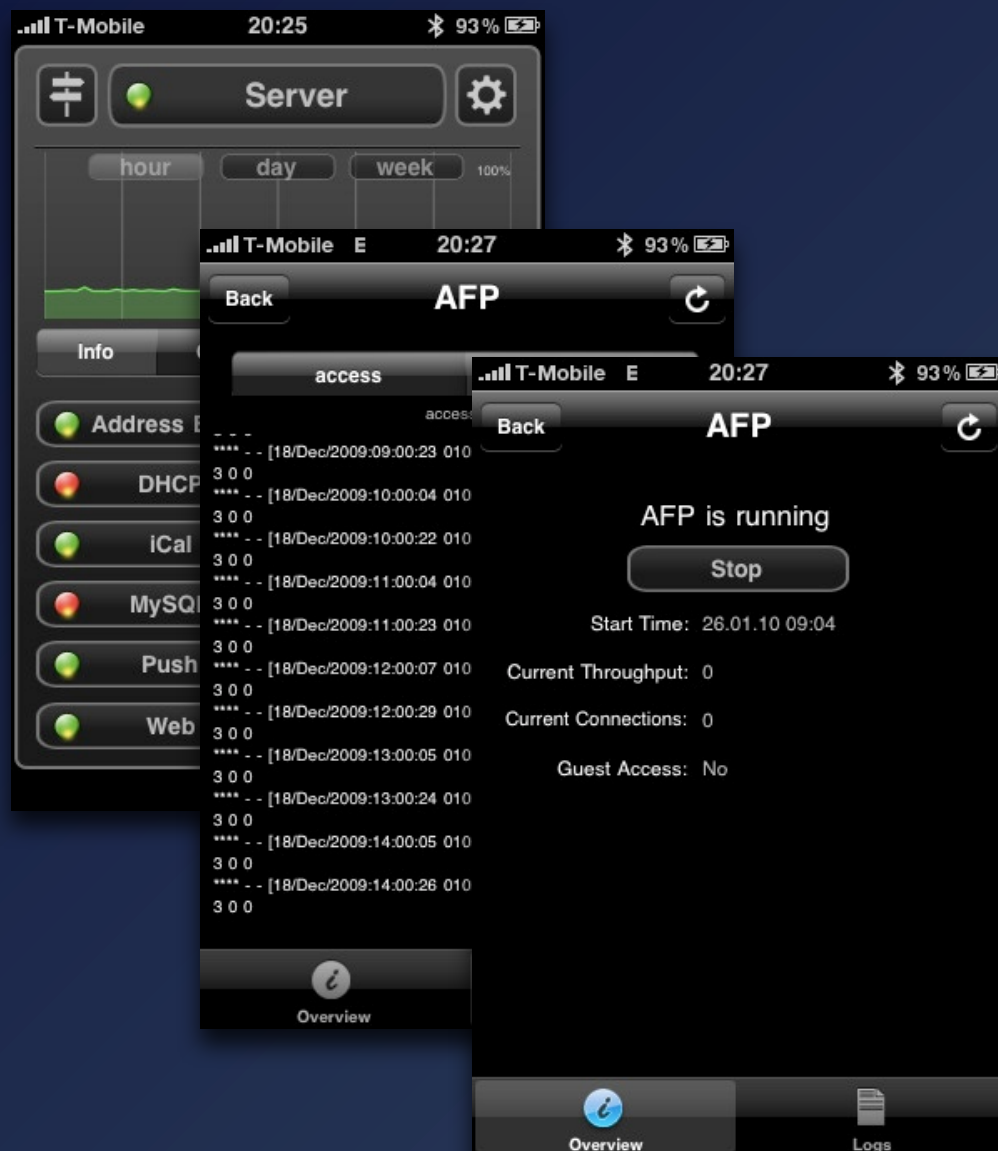 T-Mobile 20:25 93%
Server
hour day week 100%
Info
Address
DHCP
iCal
MySQL
Push
Web
T-Mobile E 20:27 93%
Back AFP
access
access
**** - - [18/Dec/2009:09:00:23 010
3 0 0
**** - - [18/Dec/2009:10:00:04 010
3 0 0
**** - - [18/Dec/2009:10:00:22 010
3 0 0
**** - - [18/Dec/2009:11:00:04 010
3 0 0
**** - - [18/Dec/2009:11:00:23 010
3 0 0
**** - - [18/Dec/2009:12:00:07 010
3 0 0
**** - - [18/Dec/2009:12:00:29 010
3 0 0
**** - - [18/Dec/2009:13:00:05 010
3 0 0
**** - - [18/Dec/2009:13:00:24 010
3 0 0
**** - - [18/Dec/2009:14:00:05 010
3 0 0
**** - - [18/Dec/2009:14:00:26 010
3 0 0
Overview
T-Mobile E 20:27 93%
Back AFP
AFP is running
Stop
Start Time: 26.01.10 09:04
Current Throughput: 0
Current Connections: 0
Guest Access: No
Overview Logs